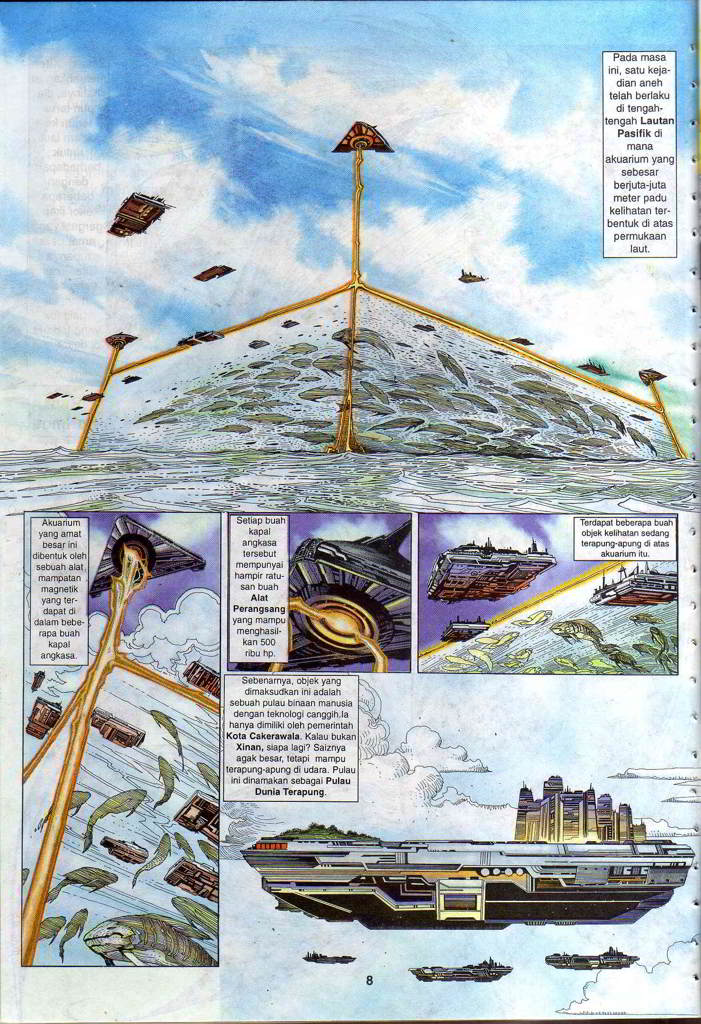 Pada masa
ini, satu keja-
dian aneh
telah berlaku
di tengah-
tengah Lautan
Pasifik di
mana
akuarium yang
sebesar
berjuta-juta
meter padu
kelihatan ter-
bentuk di atas
permukaan
laut.
Akuarium
yang amat
besar ini
dibentuk oleh
sebuah alat
mampatan
magnetik
yang ter-
dapat di
dalam bebe-
rapa buah
kapal
angkasa.
Setiap buah
kapal
angkasa
tersebut
mempunyai
hampir ratu-
san buah
Alat
Perangsang
yang mampu
menghasil-
kan 500
ribu hp.
Terdapat beberapa buah
objek kelihatan sedang
terapung-apung di atas
akuarium itu.
Sebenarnya, objek yang
dimaksudkan ini adalah
sebuah pulau binaan manusia
dengan teknologi canggih.Ia
hanya dimiliki oleh pemerintah
Kota Cakerawala. Kalau bukan
Xinan, siapa lagi? Saiznya
agak besar, tetapi mampu
terapung-apung di udara. Pulau
ini dinamakan sebagai Pulau
Dunia Terapung.
8